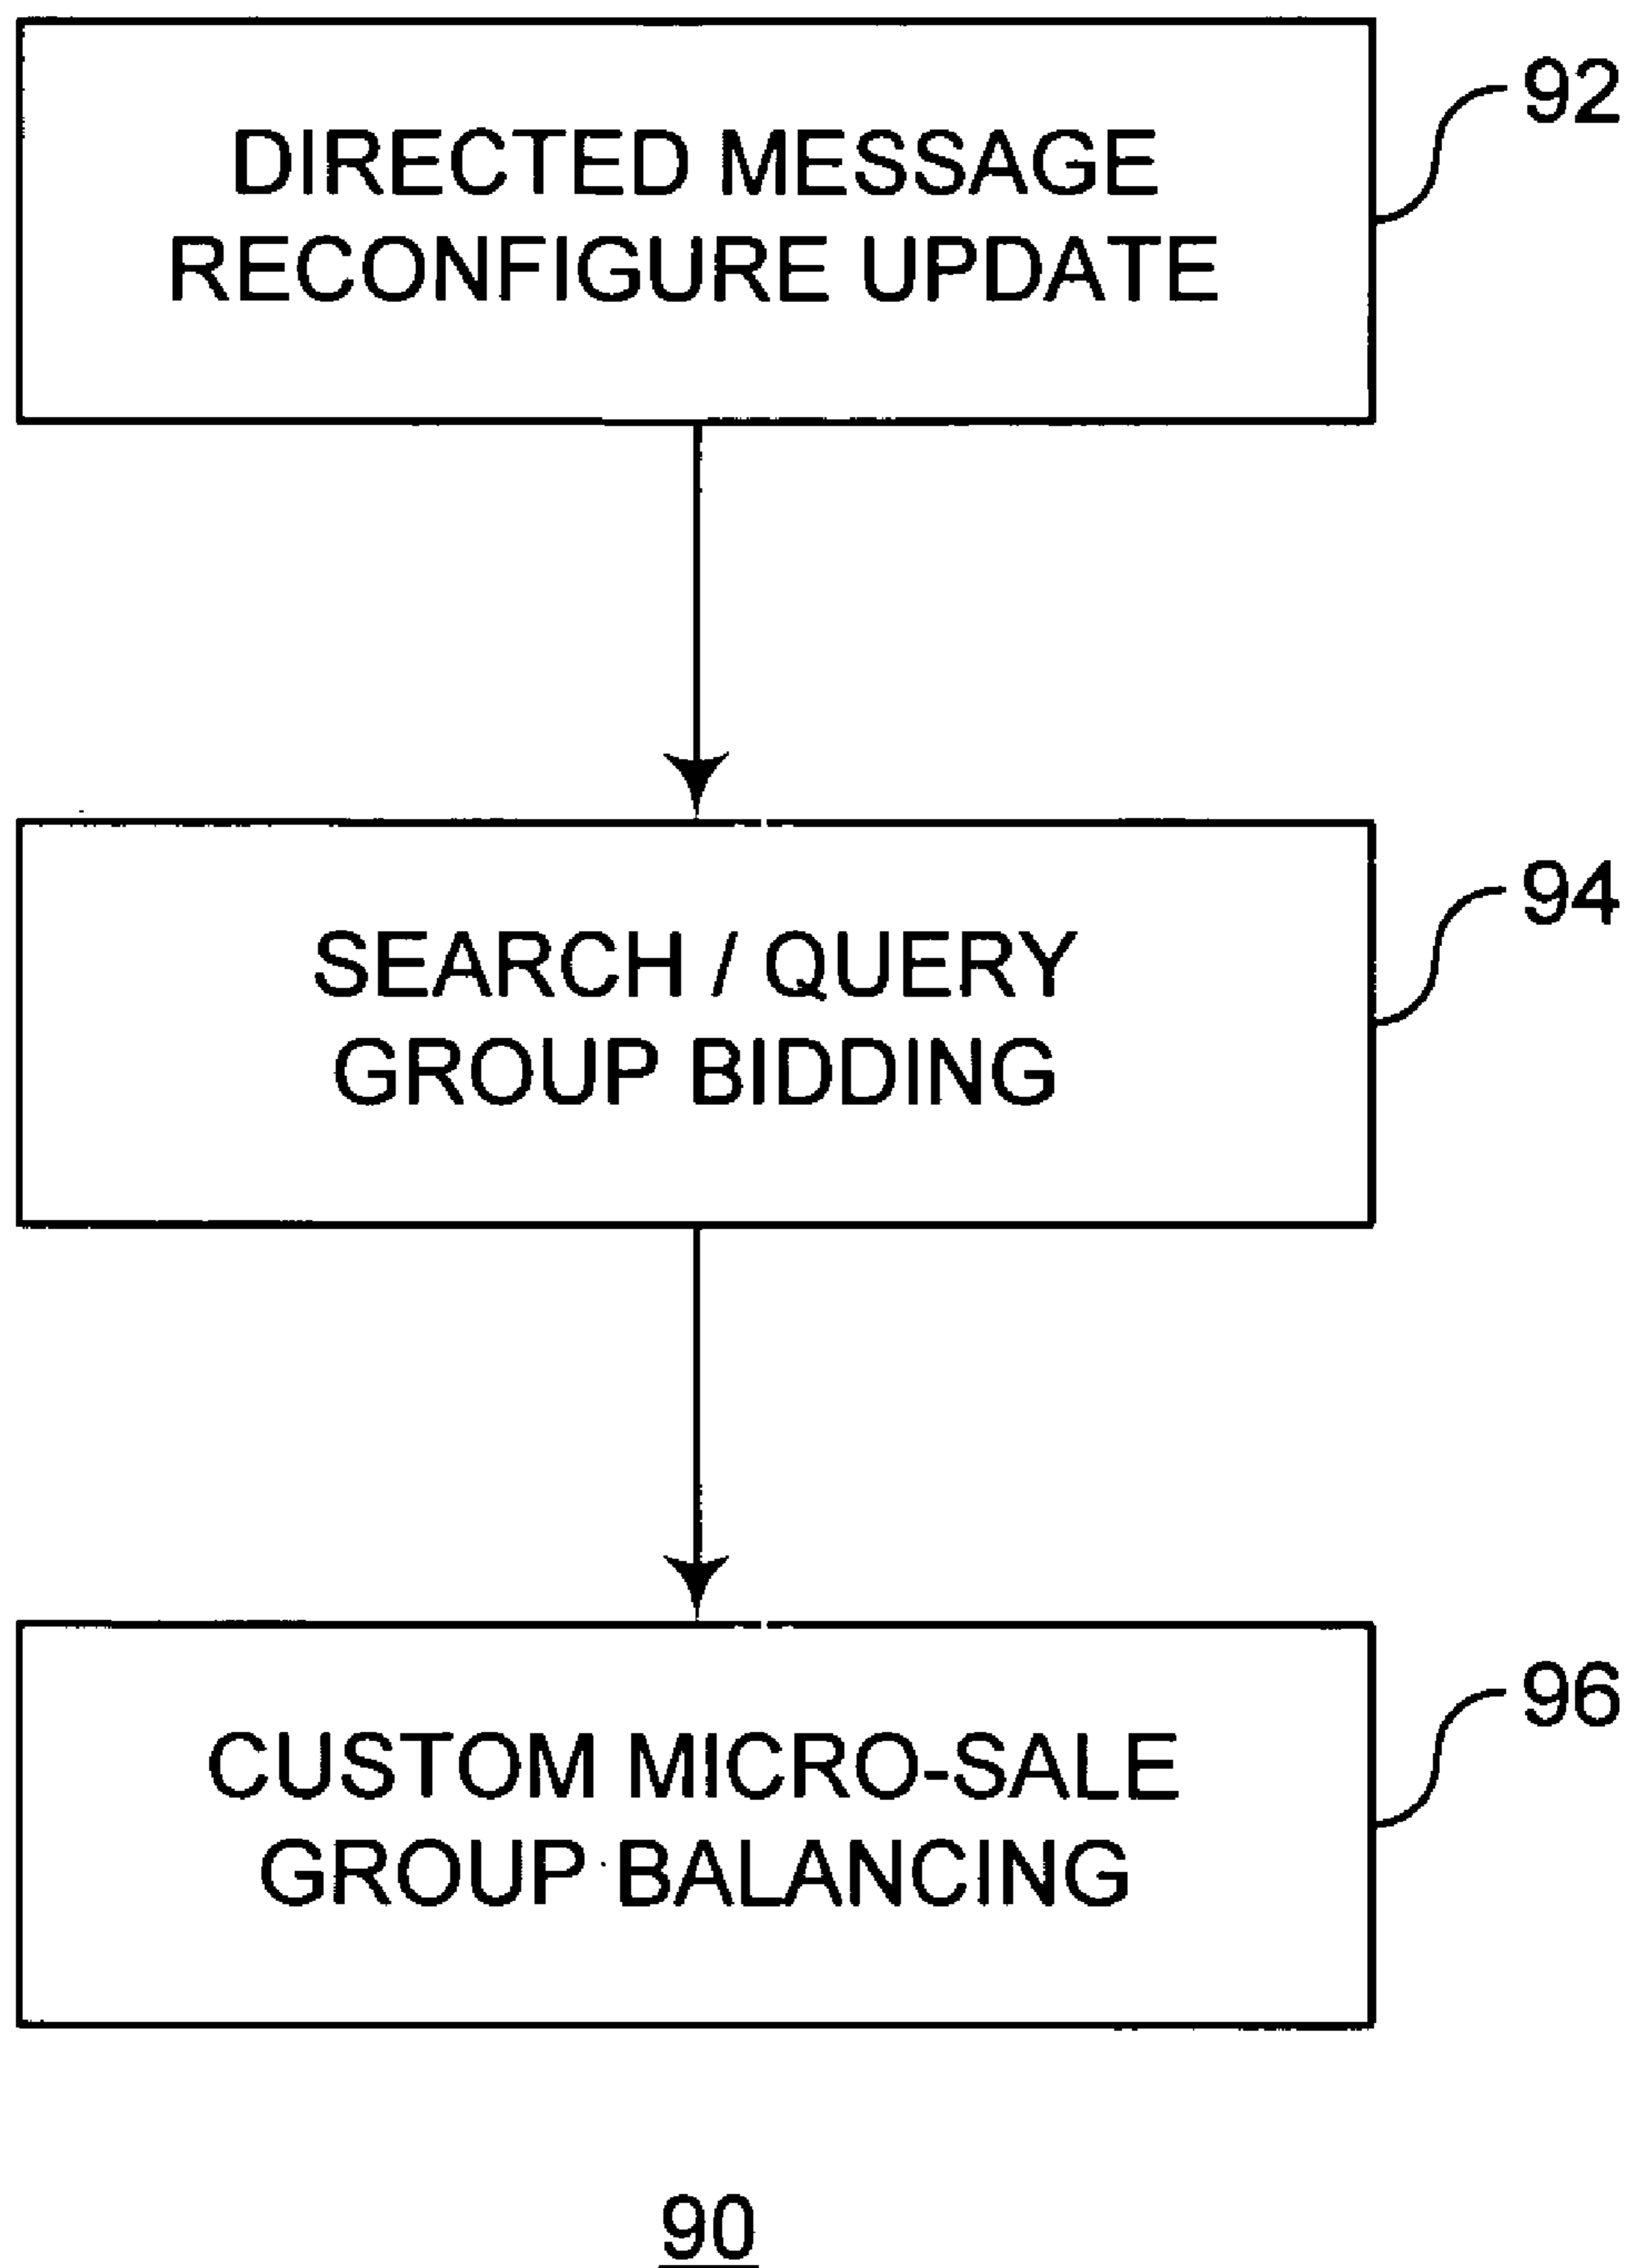 DIRECTED MESSAGE
RECONFIGURE UPDATE
92
SEARCH / QUERY
GROUP BIDDING
94
CUSTOM MICRO-SALE
GROUP BALANCING
96
90